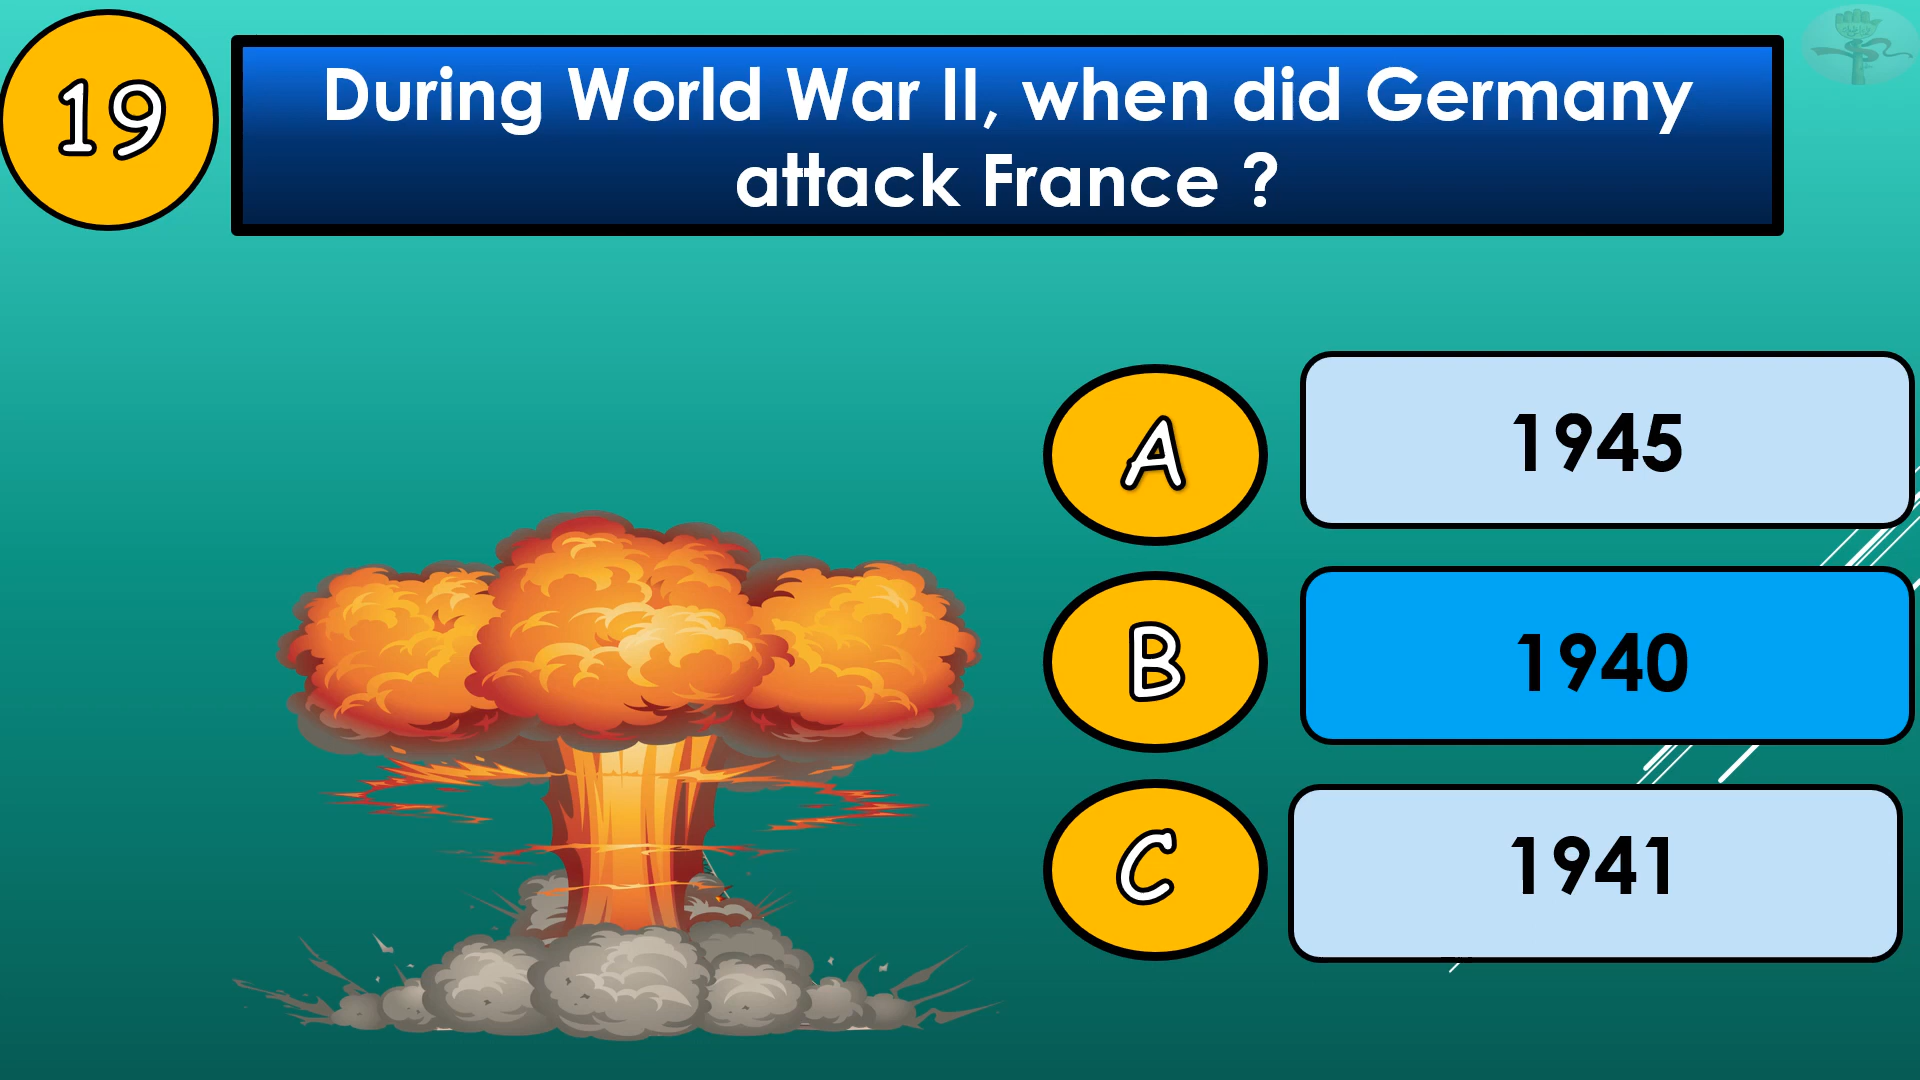 19
During World War II, when did Germany
attack France ?
A
1945
B
1940
C
1941